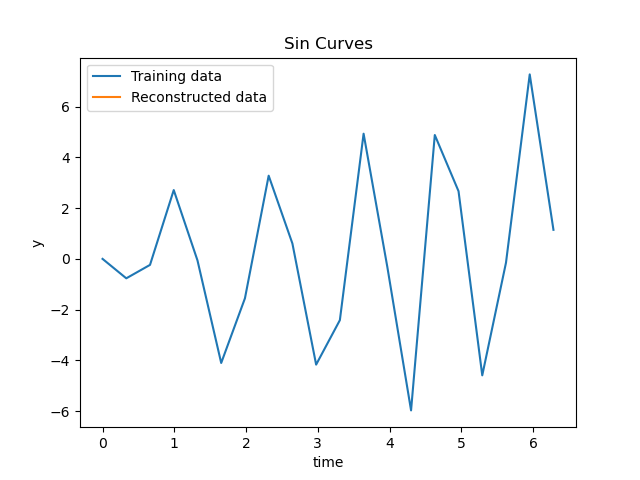 Sin Curves
Training data
Reconstructed data
6
4
2
0
−2
−4
−6
y
0 1 2 3 4 5 6
time